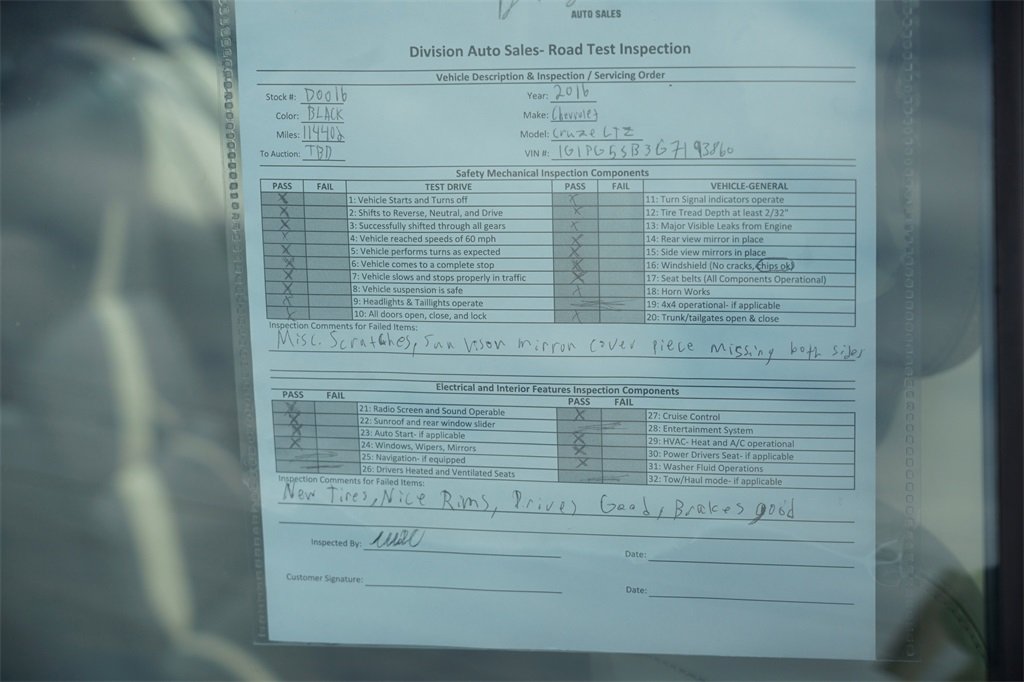 AUTO SALES
Division Auto Sales- Road Test Inspection
Vehicle Description & Inspection / Servicing Order
Stock #: D0016 Year: 2016
Color: BLACK Make: Chevrolet
Miles: 114402 Model: Cruze LTZ
To Auction: TBD VIN #: 1G1PG5SB3G7193860
Safety Mechanical Inspection Components
PASS FAIL TEST DRIVE PASS FAIL VEHICLE-GENERAL
X 1: Vehicle Starts and Turns off X 11: Turn Signal indicators operate
X 2: Shifts to Reverse, Neutral, and Drive X 12: Tire Tread Depth at least 2/32"
X 3: Successfully shifted through all gears X 13: Major Visible Leaks from Engine
X 4: Vehicle reached speeds of 60 mph X 14: Rear view mirror in place
X 5: Vehicle performs turns as expected X 15: Side view mirrors in place
X 6: Vehicle comes to a complete stop X 16: Windshield (No cracks, chips ok)
X 7: Vehicle slows and stops properly in traffic X 17: Seat belts (All Components Operational)
X 8: Vehicle suspension is safe X 18: Horn Works
X 9: Headlights & Taillights operate 19: 4x4 operational- if applicable
X 10: All doors open, close, and lock X 20: Trunk/tailgates open & close
Inspection Comments for Failed Items:
Misc. Scratches, Sun Vison mirror cover piece missing both sides
Electrical and Interior Features Inspection Components
PASS FAIL PASS FAIL
X 21: Radio Screen and Sound Operable X 27: Cruise Control
X 22: Sunroof and rear window slider 28: Entertainment System
X 23: Auto Start- if applicable X 29: HVAC- Heat and A/C operational
X 24: Windows, Wipers, Mirrors X 30: Power Drivers Seat- if applicable
25: Navigation- if equipped X 31: Washer Fluid Operations
26: Drivers Heated and Ventilated Seats 32: Tow/Haul mode- if applicable
Inspection Comments for Failed Items:
New Tires, Nice Rims, Drives Good, Brakes good
Inspected By: Date:
Customer Signature: Date: